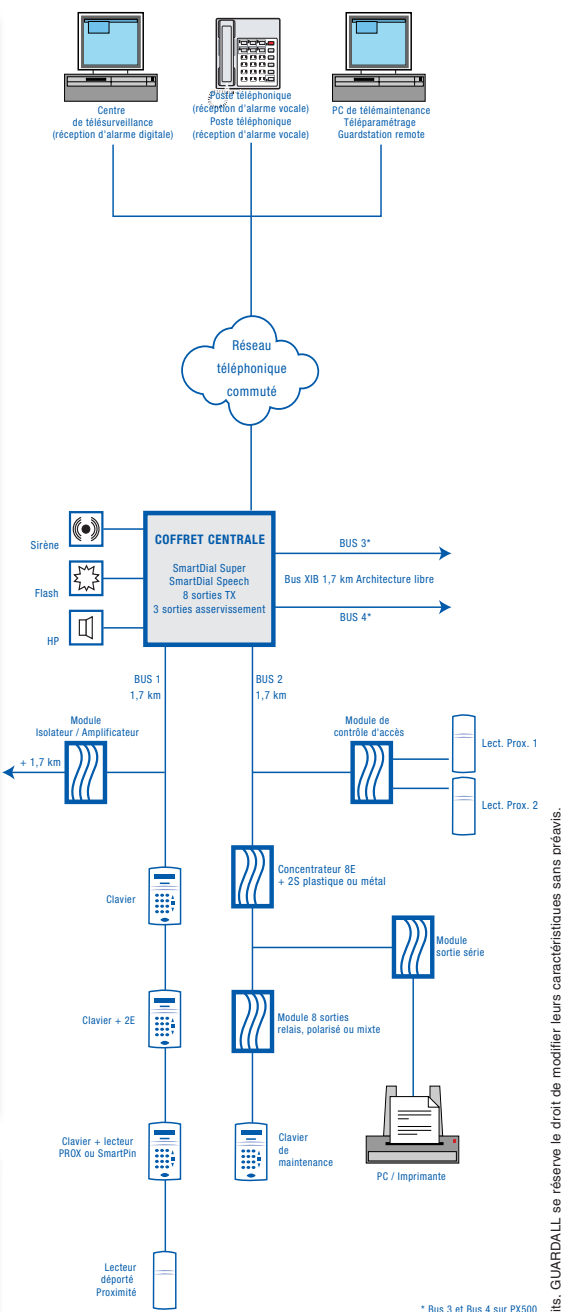 Centre
de télésurveillance
(réception d'alarme digitale)
Poste téléphonique
(réception d'alarme vocale)
Poste téléphonique
(réception d'alarme vocale)
PC de télémaintenance
Téléparamétrage
Guardstation remote
Réseau
téléphonique
commuté
Sirène
Flash
HP
COFFRET CENTRALE
SmartDial Super
SmartDial Speech
8 sorties TX
3 sorties asservissement
BUS 3*
Bus XIB 1,7 km Architecture libre
BUS 4*
BUS 1
1,7 km
BUS 2
1,7 km
Module
Isolateur / Amplificateur
+ 1,7 km
Module de
contrôle d'accès
Lect. Prox. 1
Lect. Prox. 2
Clavier
Concentrateur 8E
+ 2S plastique ou métal
Module
sortie série
Clavier + 2E
Module 8 sorties
relais, polarisé ou mixte
Clavier + lecteur
PROX ou SmartPin
Clavier
de
maintenance
PC / Imprimante
Lecteur
déporté
Proximité
* Bus 3 et Bus 4 sur PX500
its, GUARDALL se réserve le droit de modifier leurs caractéristiques sans préavis.